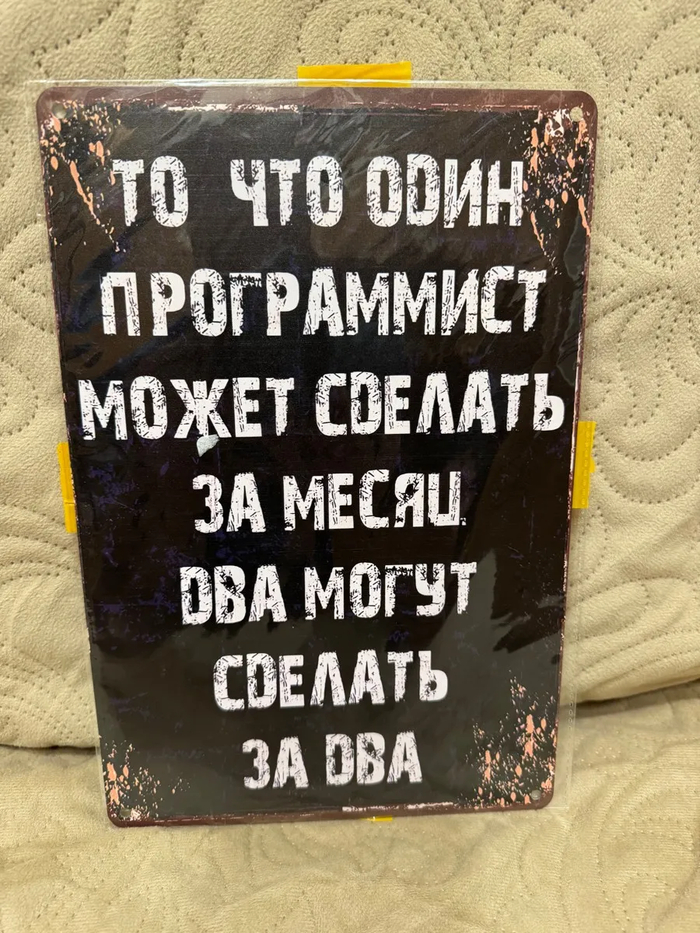 ТО ЧТО ОДИН
ПРОГРАММИСТ
МОЖЕТ СДЕЛАТЬ
ЗА МЕСЯЦ
ДВА МОГУТ
СДЕЛАТЬ
ЗА ДВА